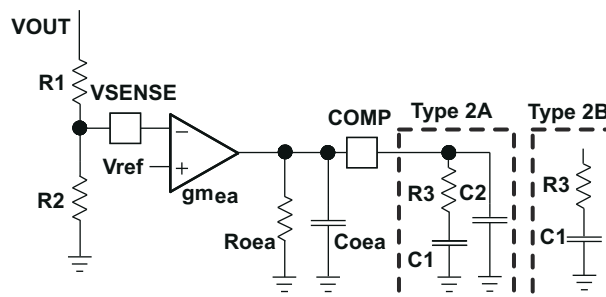 VOUT
R1
VSENSE
COMP
Type 2A
Type 2B
−
Vref
+
gmea
R2
R3
C2
R3
Roea
Coea
C1
C1